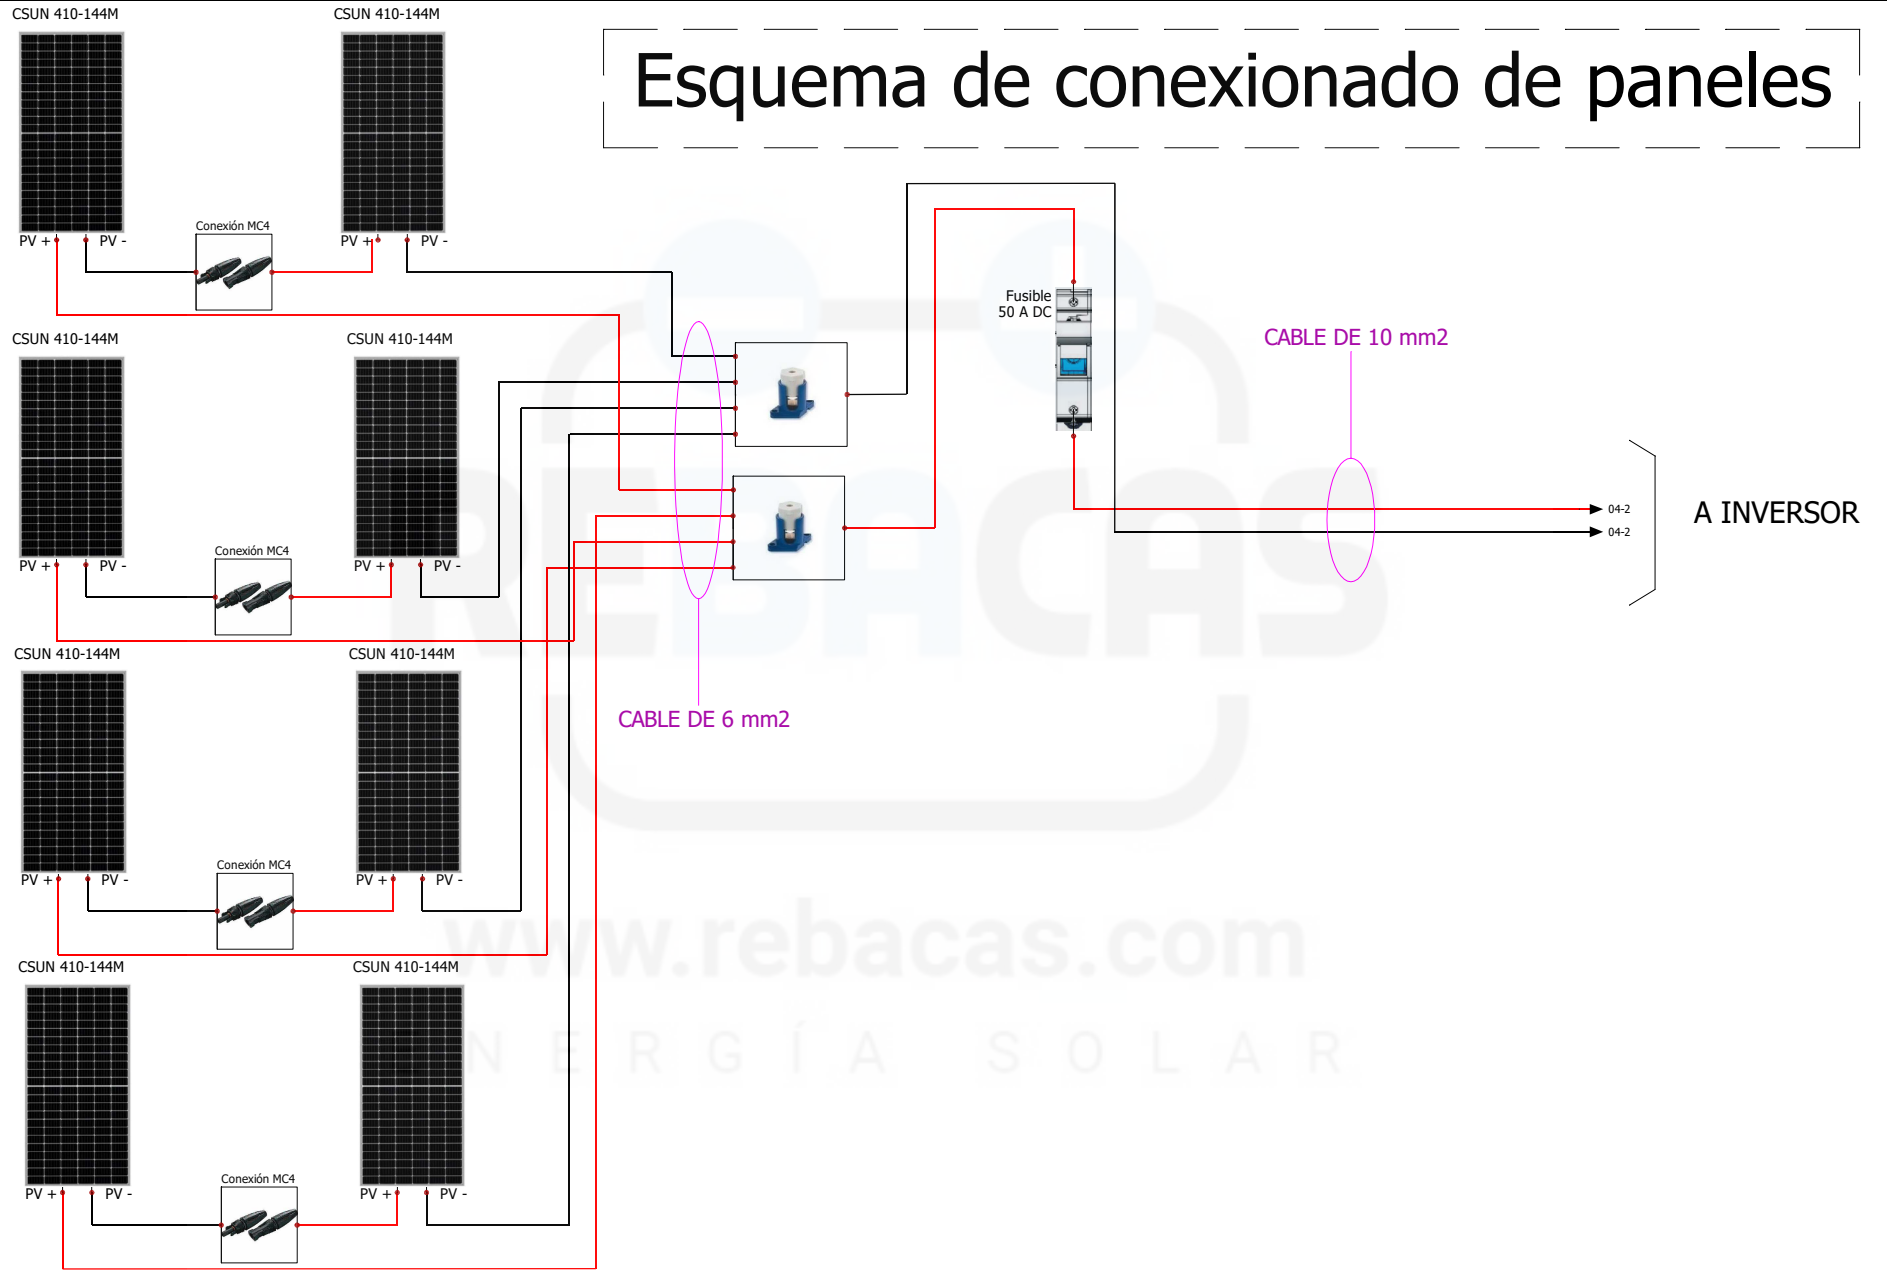 Esquema de conexionado de paneles
CSUN 410-144M
CSUN 410-144M
PV +
PV -
Conexión MC4
PV +
PV -
Fusible
50 A DC
CABLE DE 10 mm2
CSUN 410-144M
CSUN 410-144M
PV +
PV -
Conexión MC4
PV +
PV -
04-2
04-2
A INVERSOR
CABLE DE 6 mm2
CSUN 410-144M
CSUN 410-144M
PV +
PV -
Conexión MC4
PV +
PV -
CSUN 410-144M
CSUN 410-144M
PV +
PV -
Conexión MC4
PV +
PV -
REBACAS
www.rebacas.com
ENERGÍA SOLAR